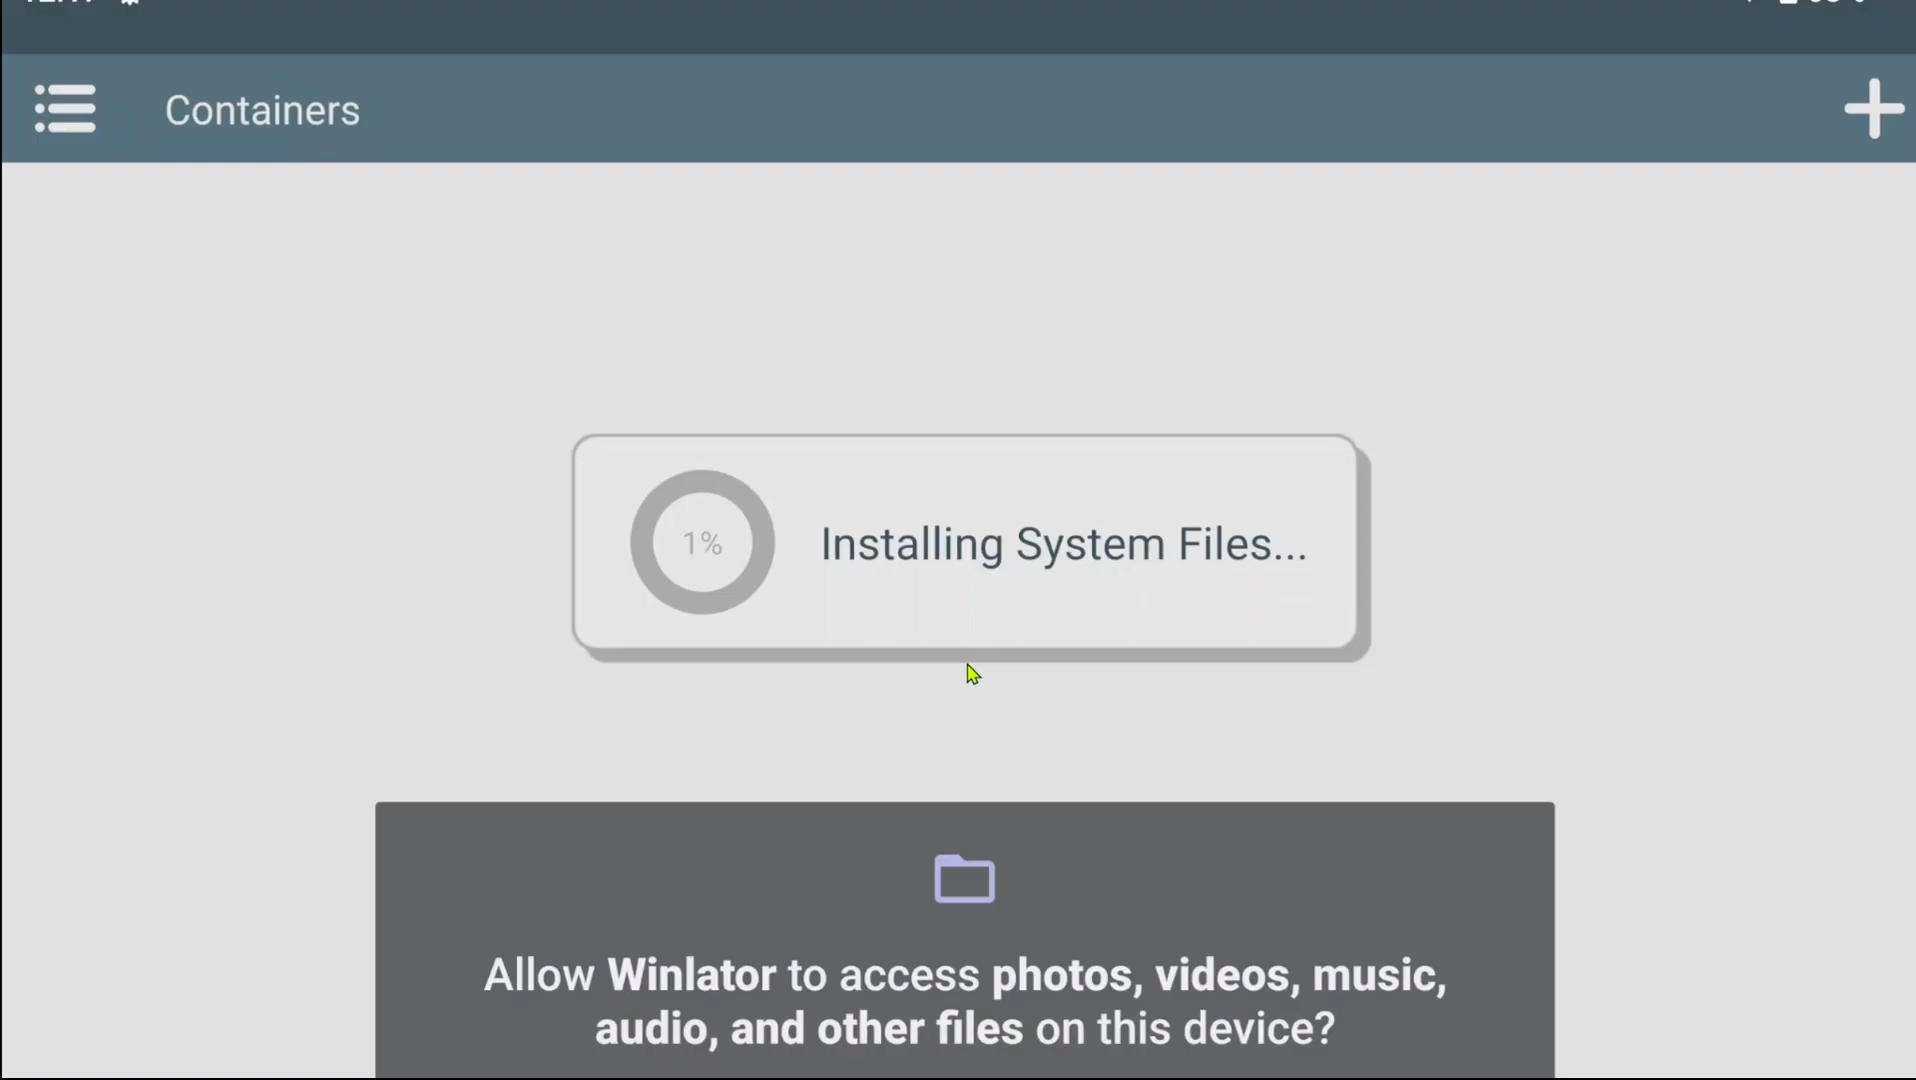 Containers
1%
Installing System Files...
Allow Winlator to access photos, videos, music,
audio, and other files on this device?